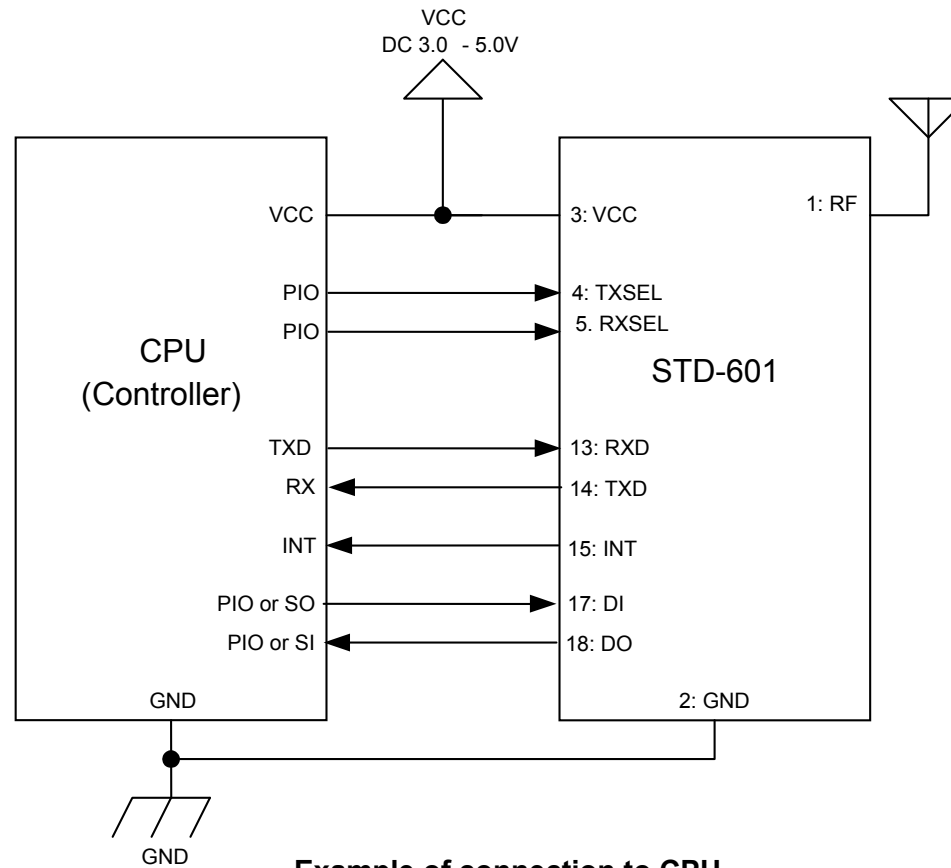 VCC
DC 3.0 - 5.0V
VCC
3: VCC
1: RF
PIO
4: TXSEL
PIO
5. RXSEL
CPU
(Controller)
STD-601
TXD
13: RXD
RX
14: TXD
INT
15: INT
PIO or SO
17: DI
PIO or SI
18: DO
GND
2: GND
GND
Example of connection to CPU